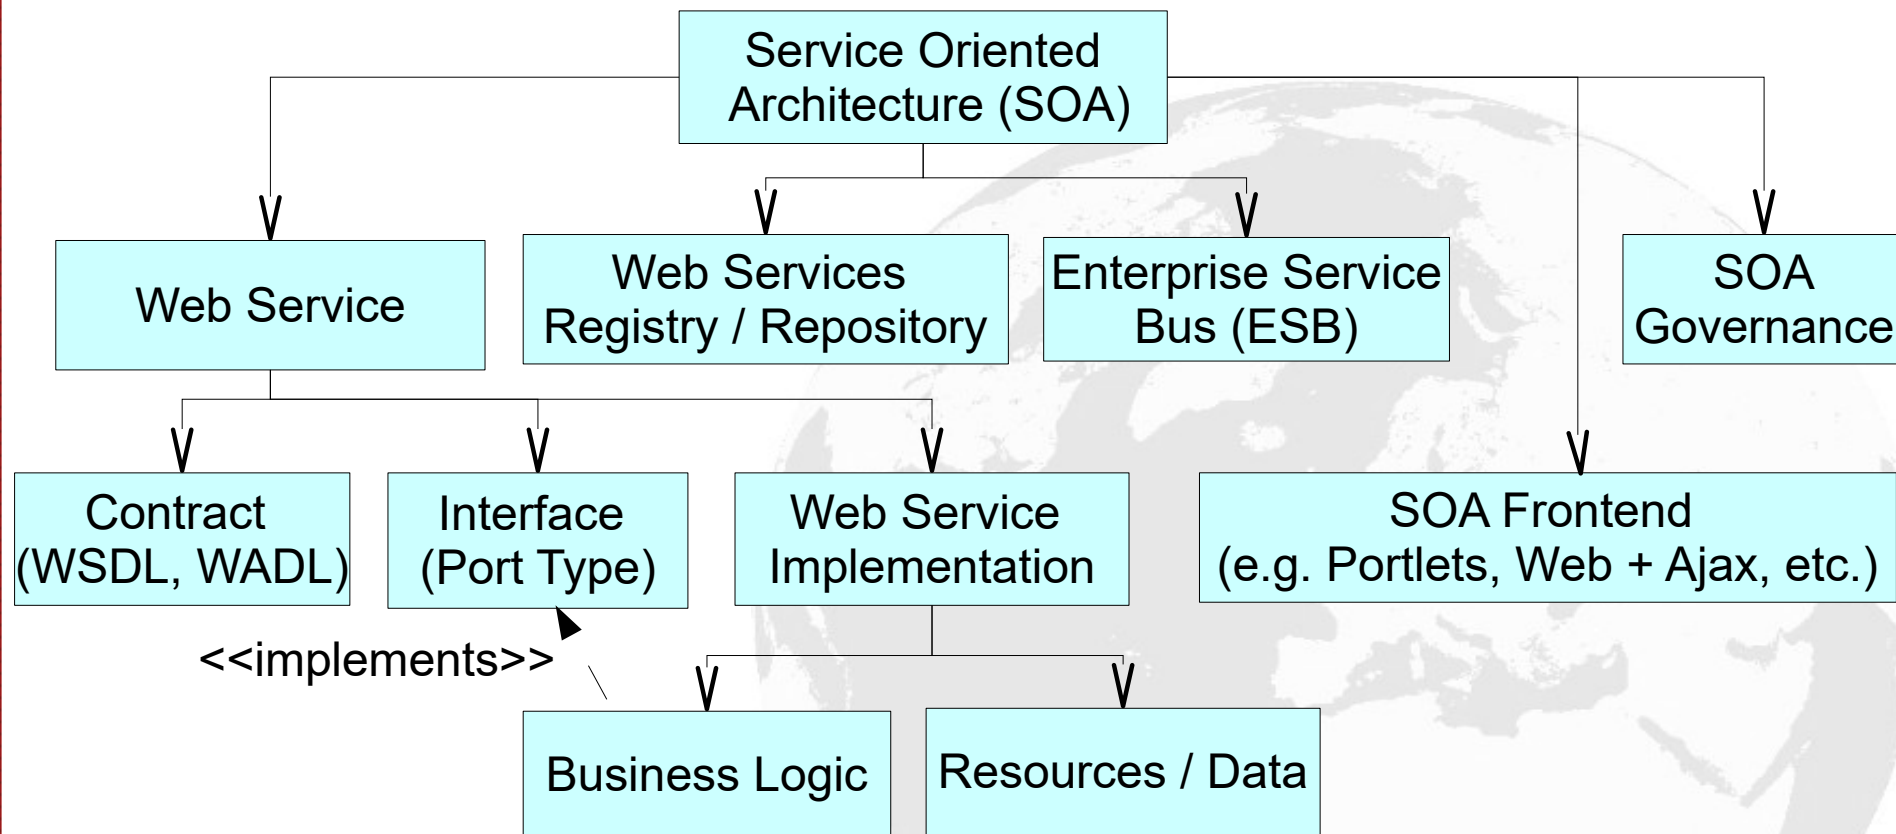 Service Oriented
Architecture (SOA)
Web Service
Web Services
Registry / Repository
Enterprise Service
Bus (ESB)
SOA
Governance
Contract
(WSDL, WADL)
Interface
(Port Type)
Web Service
Implementation
SOA Frontend
(e.g. Portlets, Web + Ajax, etc.)
<<implements>>
Business Logic
Resources / Data